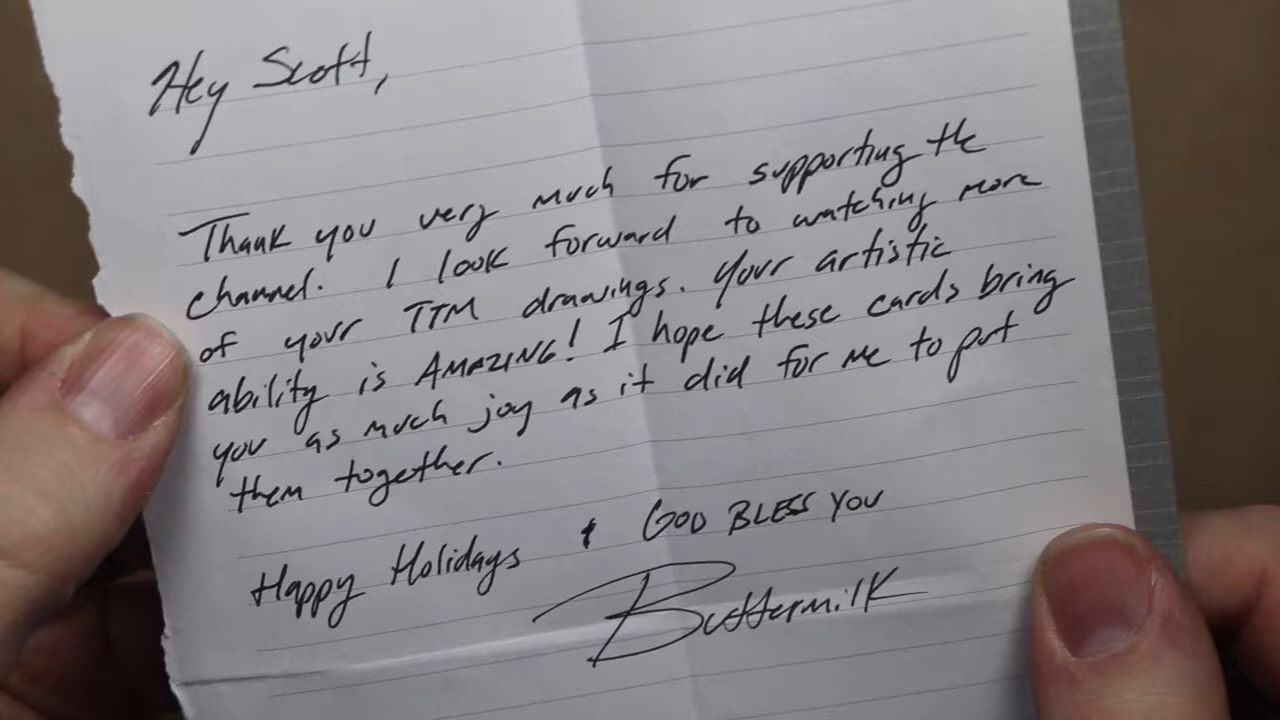 Hey Scott,
Thank you very much for supporting the
channel. I look forward to watching more
of your TTM drawings. Your artistic
ability is AMAZING! I hope these cards bring
you as much joy as it did for me to put
them together.
Happy Holidays & GOD BLESS YOU
Buttermilk